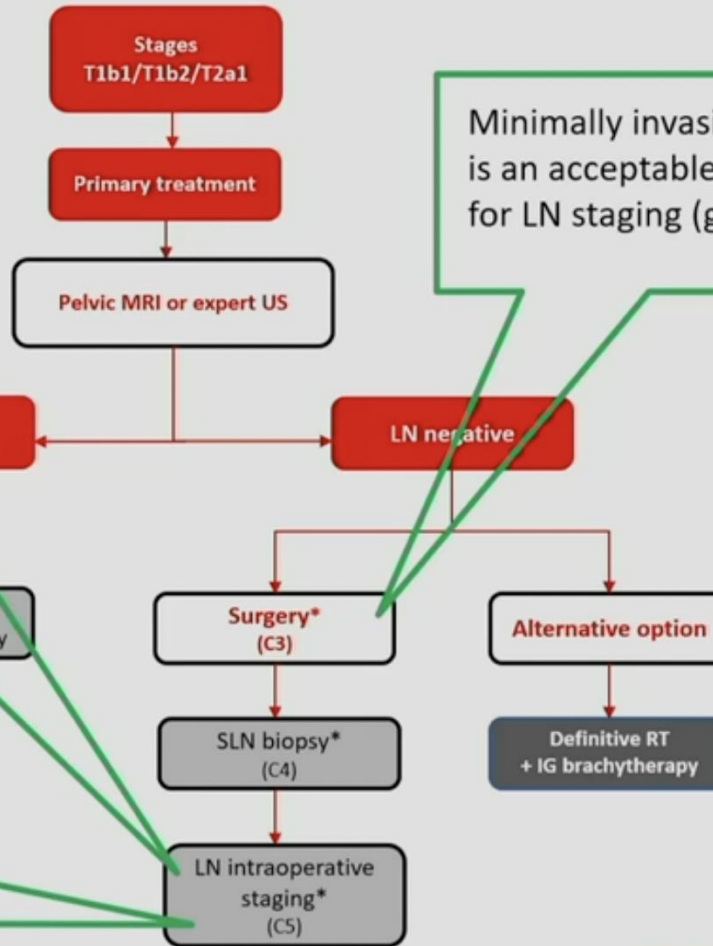 Stages
T1b1/T1b2/T2a1
Primary treatment
Minimally invasi
is an acceptable
for LN staging (g
Pelvic MRI or expert US
LN negative
y
Surgery*
(C3)
Alternative option
SLN biopsy*
(C4)
Definitive RT
+ IG brachytherapy
LN intraoperative
staging*
(C5)